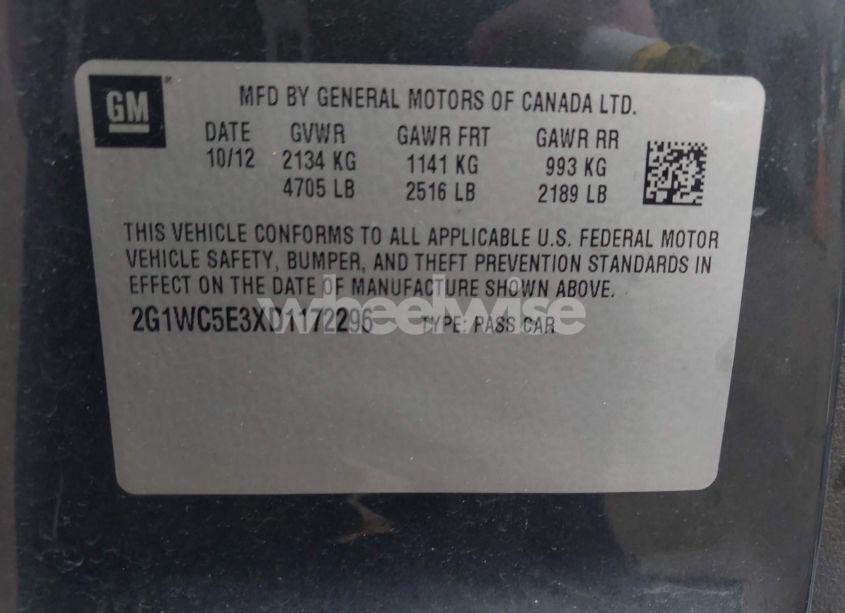 GM
MFD BY GENERAL MOTORS OF CANADA LTD.
DATE GVWR GAWR FRT GAWR RR
10/12 2134 KG 1141 KG 993 KG
4705 LB 2516 LB 2189 LB
THIS VEHICLE CONFORMS TO ALL APPLICABLE U.S. FEDERAL MOTOR
VEHICLE SAFETY, BUMPER, AND THEFT PREVENTION STANDARDS IN
EFFECT ON THE DATE OF MANUFACTURE SHOWN ABOVE.
2G1WC5E3XD1172296 TYPE: PASS CAR
wheelwise